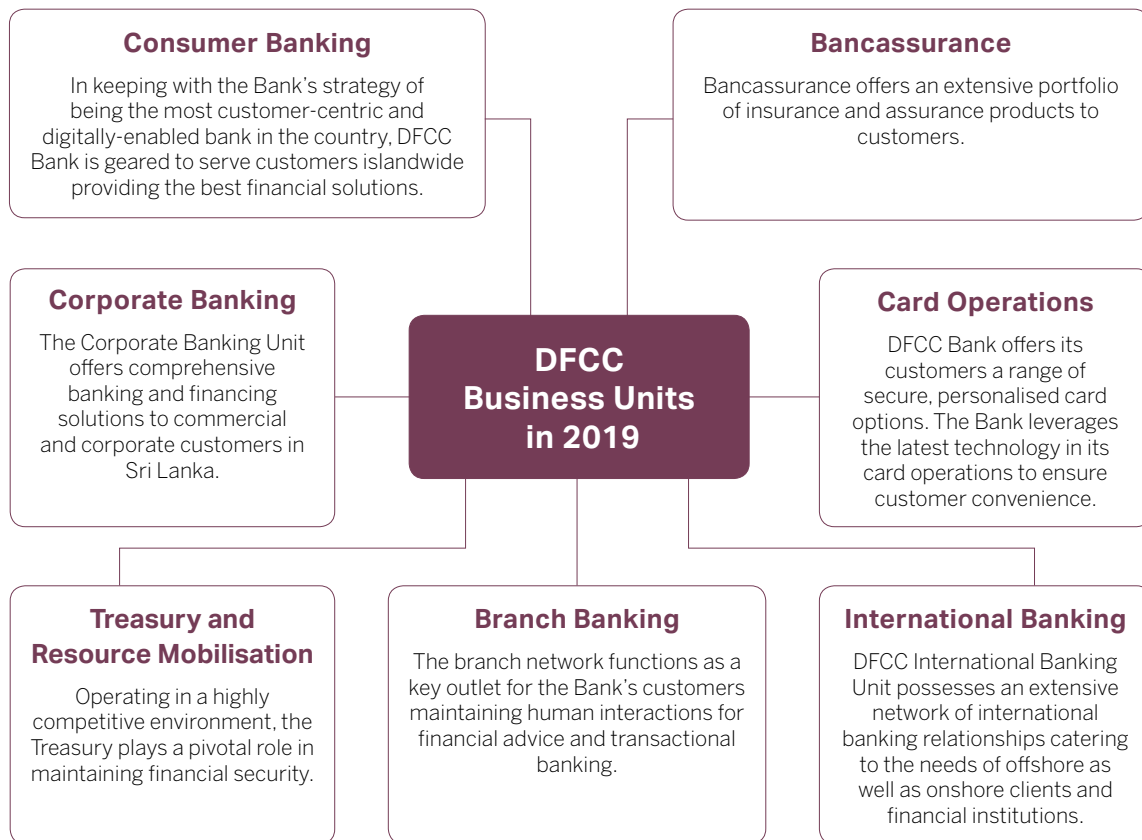 Consumer Banking
In keeping with the Bank’s strategy of
being the most customer-centric and
digitally-enabled bank in the country, DFCC
Bank is geared to serve customers islandwide
providing the best financial solutions.
Bancassurance
Bancassurance offers an extensive portfolio
of insurance and assurance products to
customers.
Corporate Banking
The Corporate Banking Unit
offers comprehensive
banking and financing
solutions to commercial
and corporate customers in
Sri Lanka.
DFCC
Business Units
in 2019
Card Operations
DFCC Bank offers its
customers a range of
secure, personalised card
options. The Bank leverages
the latest technology in its
card operations to ensure
customer convenience.
Treasury and
Resource Mobilisation
Operating in a highly
competitive environment, the
Treasury plays a pivotal role in
maintaining financial security.
Branch Banking
The branch network functions as a
key outlet for the Bank’s customers
maintaining human interactions for
financial advice and transactional
banking.
International Banking
DFCC International Banking
Unit possesses an extensive
network of international
banking relationships catering
to the needs of offshore as
well as onshore clients and
financial institutions.